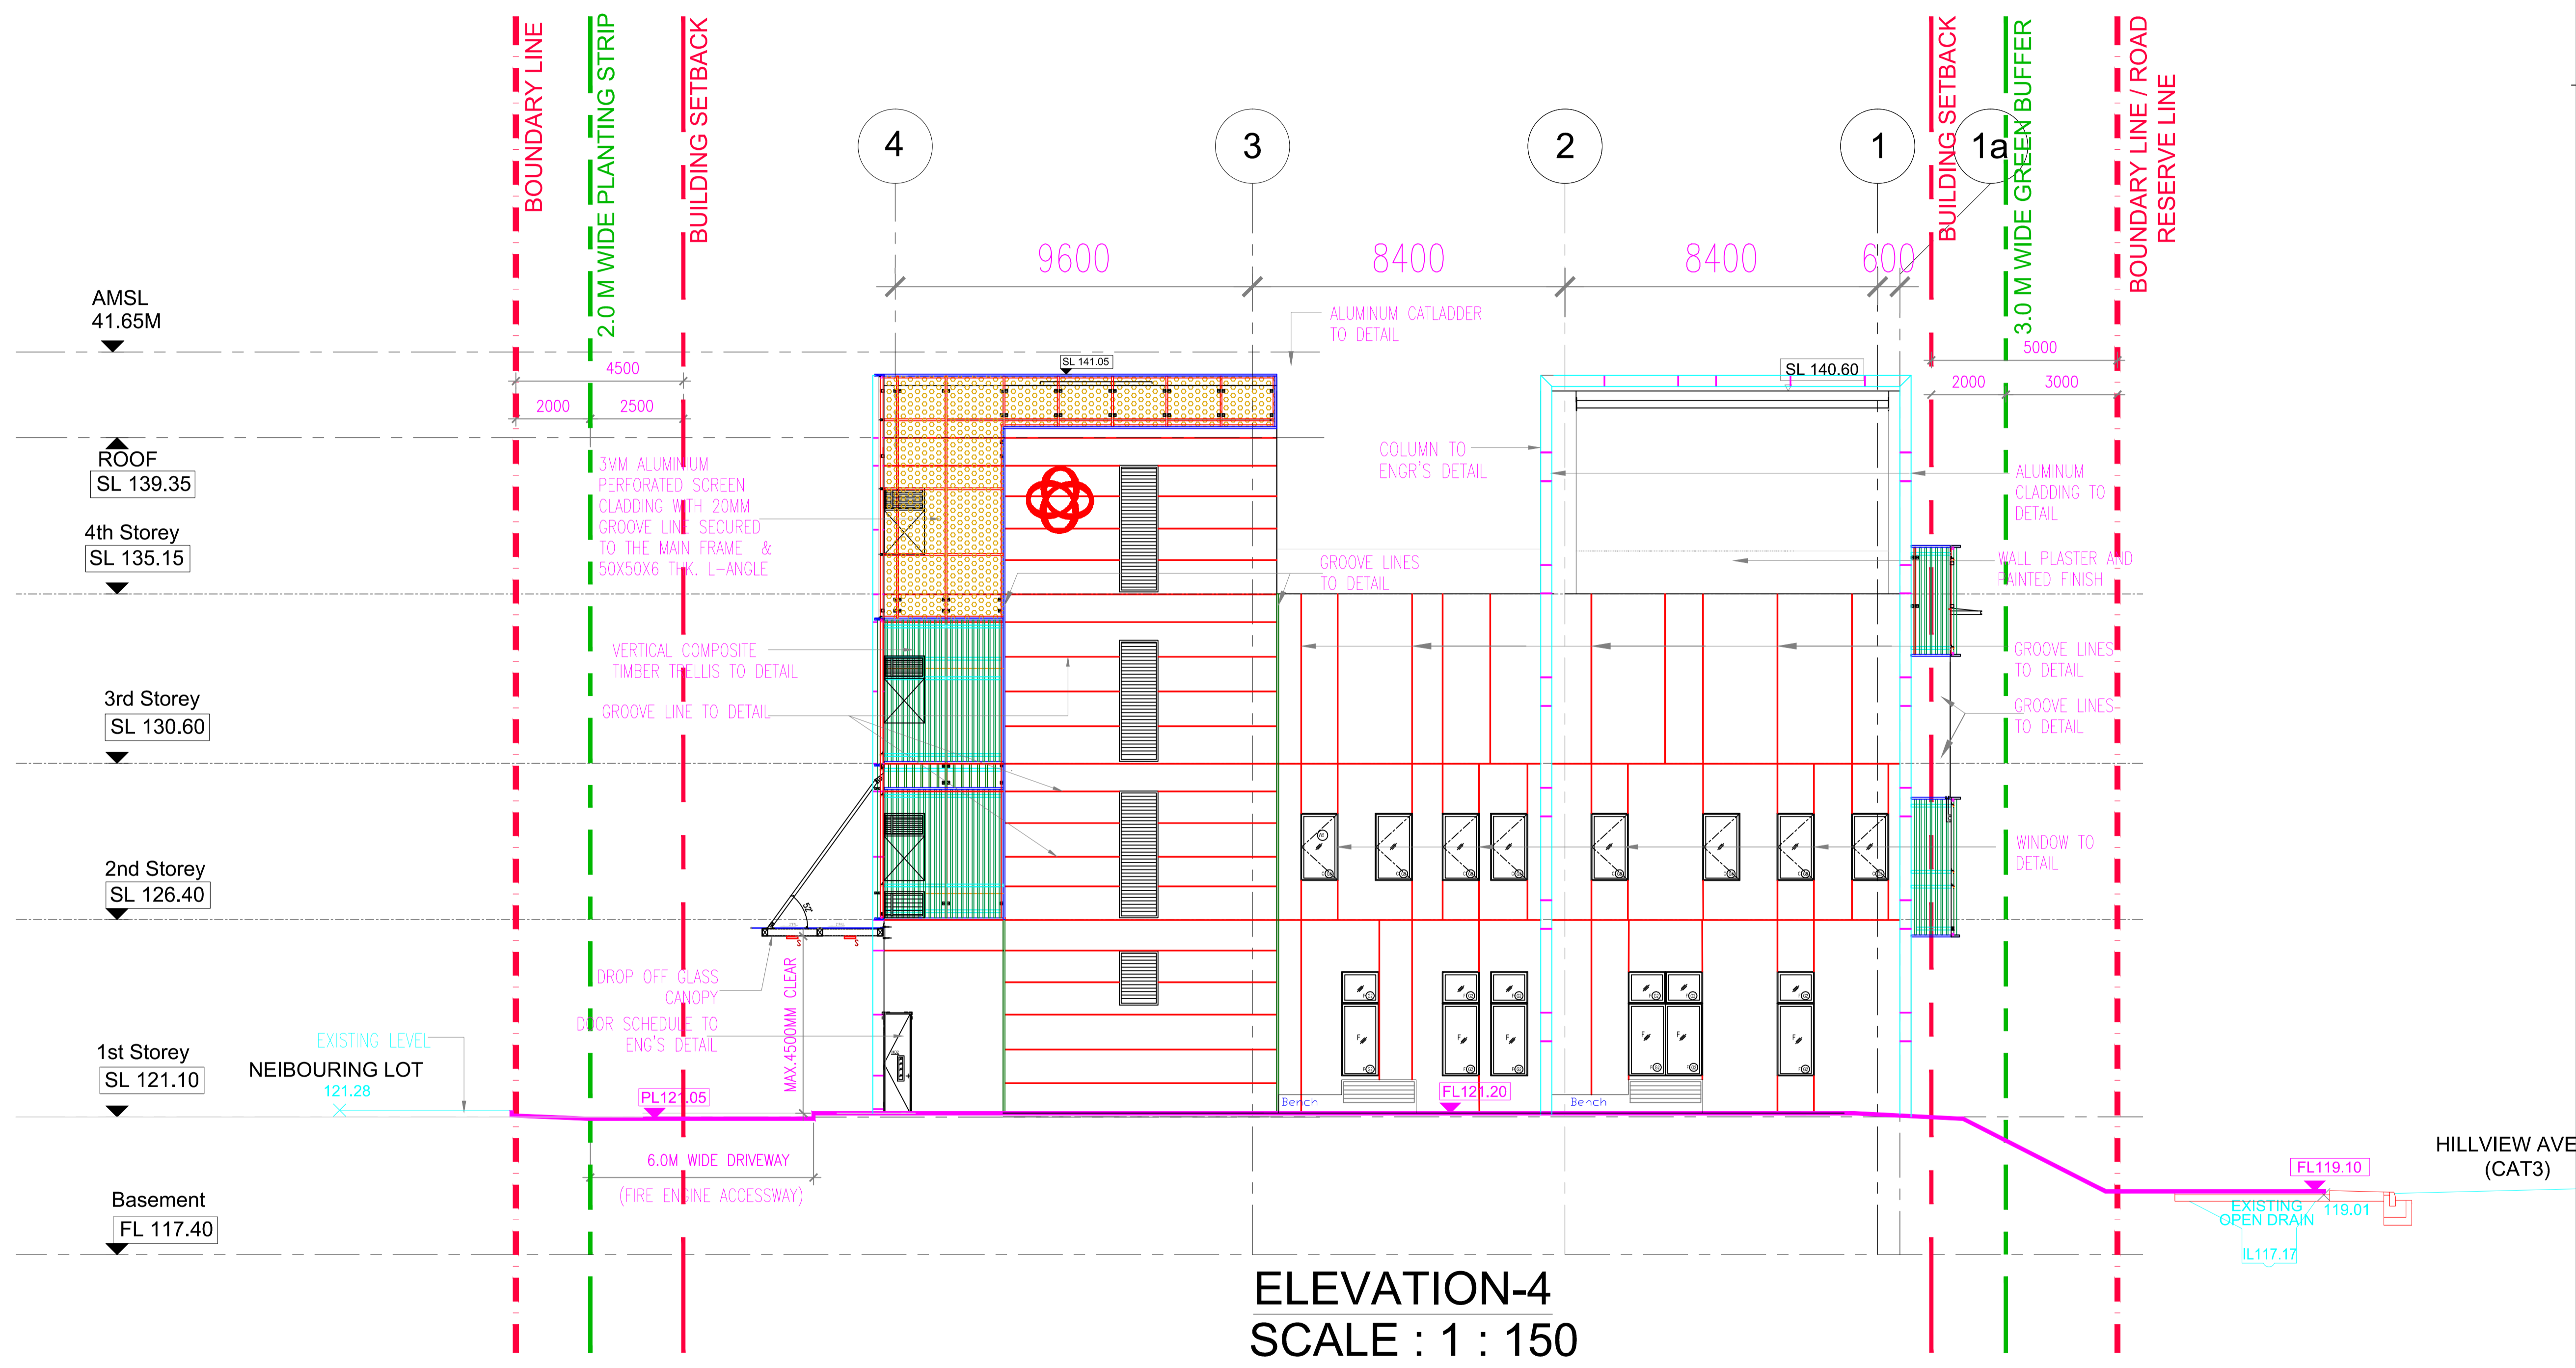 BOUNDARY LINE
2.0 M WIDE PLANTING STRIP
BUILDING SETBACK
BUILDING SETBACK
3.0 M WIDE GREEN BUFFER
BOUNDARY LINE / ROAD
RESERVE LINE
4
3
2
1
1a
9600
8400
8400
600
AMSL
41.65M
ROOF
SL 139.35
4th Storey
SL 135.15
3rd Storey
SL 130.60
2nd Storey
SL 126.40
1st Storey
SL 121.10
Basement
FL 117.40
4500
2000
2500
5000
2000
3000
ALUMINUM CATLADDER
TO DETAIL
SL 141.05
SL 140.60
3MM ALUMINIUM
PERFORATED SCREEN
CLADDING WITH 20MM
GROOVE LINE SECURED
TO THE MAIN FRAME &
50X50X6 THK. L-ANGLE
COLUMN TO
ENGR'S DETAIL
ALUMINUM
CLADDING TO
DETAIL
GROOVE LINES
TO DETAIL
WALL PLASTER AND
PAINTED FINISH
VERTICAL COMPOSITE
TIMBER TRELLIS TO DETAIL
GROOVE LINE TO DETAIL
GROOVE LINES
TO DETAIL
GROOVE LINES
TO DETAIL
WINDOW TO
DETAIL
52°
DROP OFF GLASS
CANOPY
MAX.4500MM CLEAR
DOOR SCHEDULE TO
ENG'S DETAIL
EXISTING LEVEL
NEIBOURING LOT
121.28
PL121.05
FL121.20
Bench
Bench
F
F
F
F
F
F
6.0M WIDE DRIVEWAY
(FIRE ENGINE ACCESSWAY)
HILLVIEW AVE
(CAT3)
FL119.10
EXISTING
OPEN DRAIN
119.01
IL117.17
ELEVATION-4
SCALE : 1 : 150